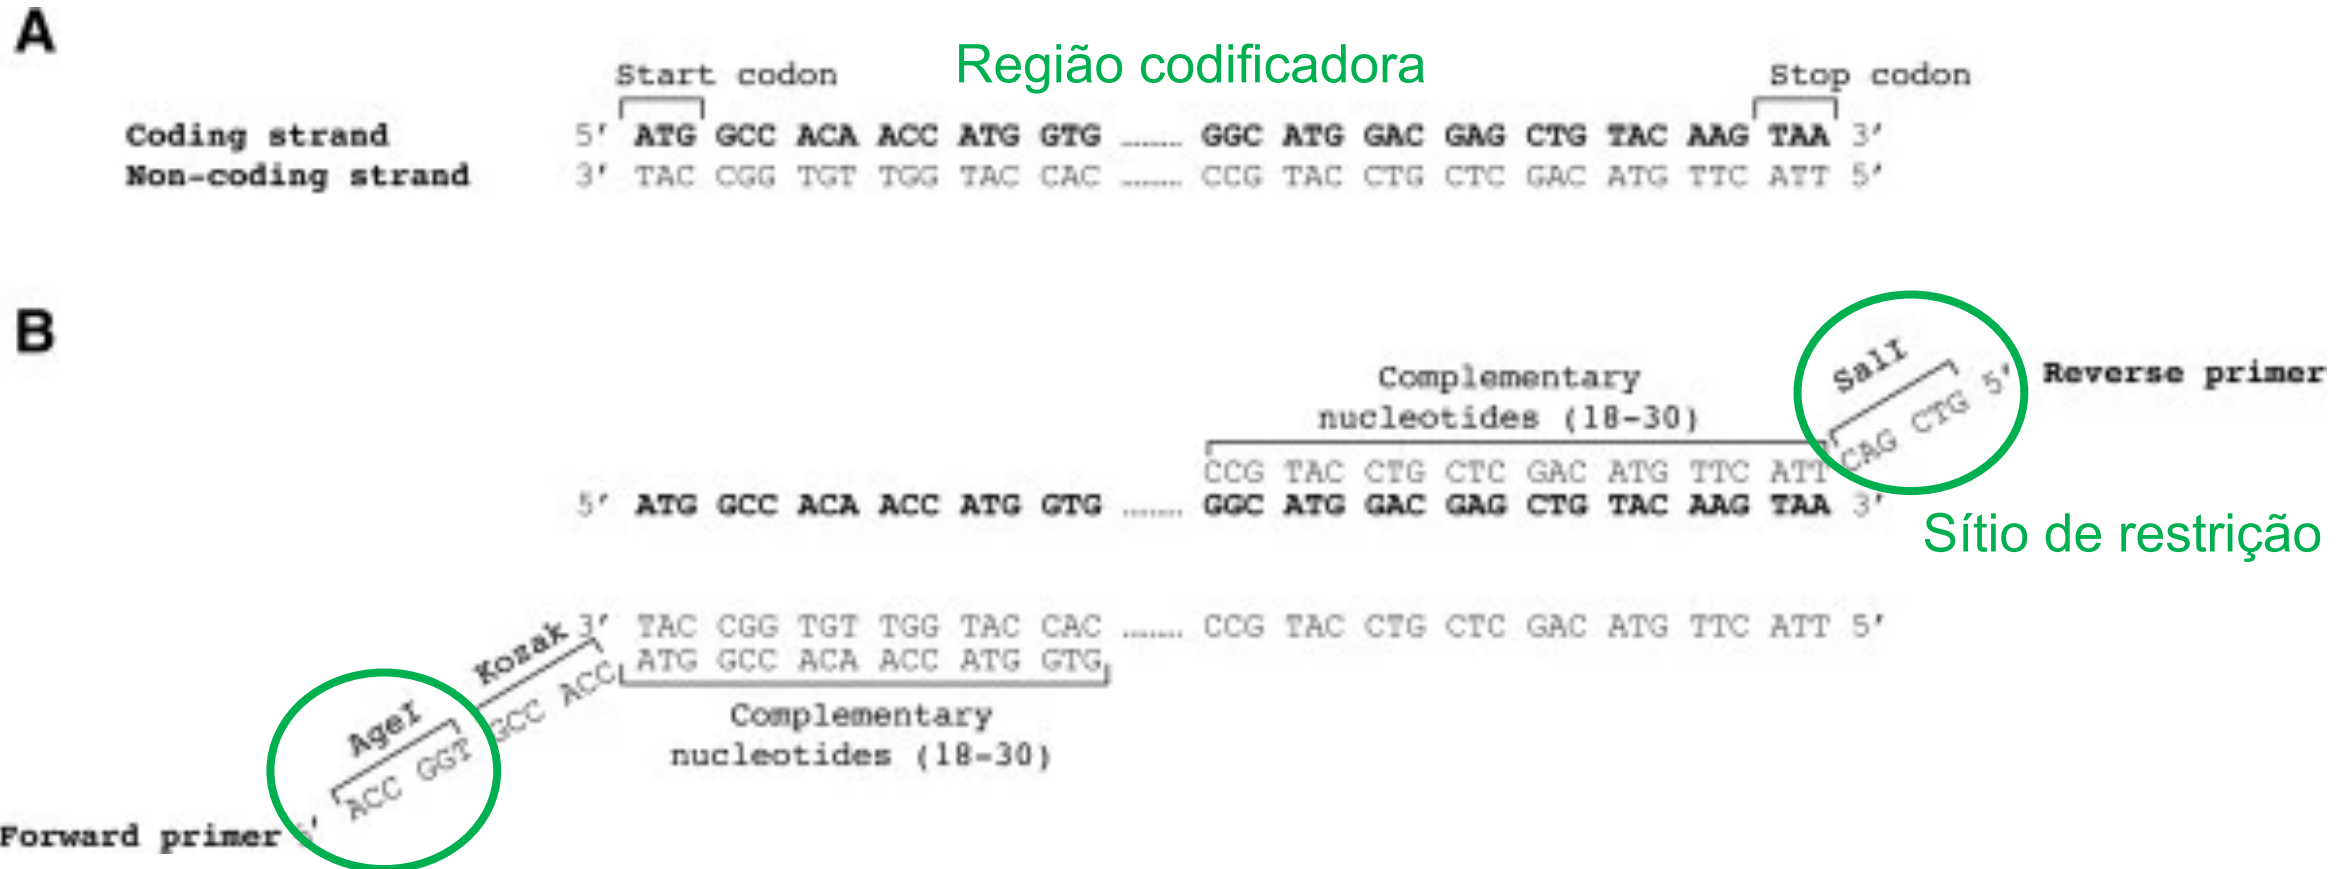 A
Região codificadora
Start codon
Stop codon
Coding strand 5′ ATG GCC ACA ACC ATG GTG ........ GGC ATG GAC GAG CTG TAC AAG TAA 3′
Non-coding strand 3′ TAC CGG TGT TGG TAC CAC ........ CCG TAC CTG CTC GAC ATG TTC ATT 5′
B
SalI
Reverse primer
Complementary
nucleotides (18-30)
CAG CTG 5′
CCG TAC CTG CTC GAC ATG TTC ATT
5′ ATG GCC ACA ACC ATG GTG ........ GGC ATG GAC GAG CTG TAC AAG TAA 3′
Sítio de restrição
3′ TAC CGG TGT TGG TAC CAC ........ CCG TAC CTG CTC GAC ATG TTC ATT 5′
Kozak
ATG GCC ACA ACC ATG GTG
GCC ACC
AgeI
Complementary
nucleotides (18-30)
ACC GGT
Forward primer 5′